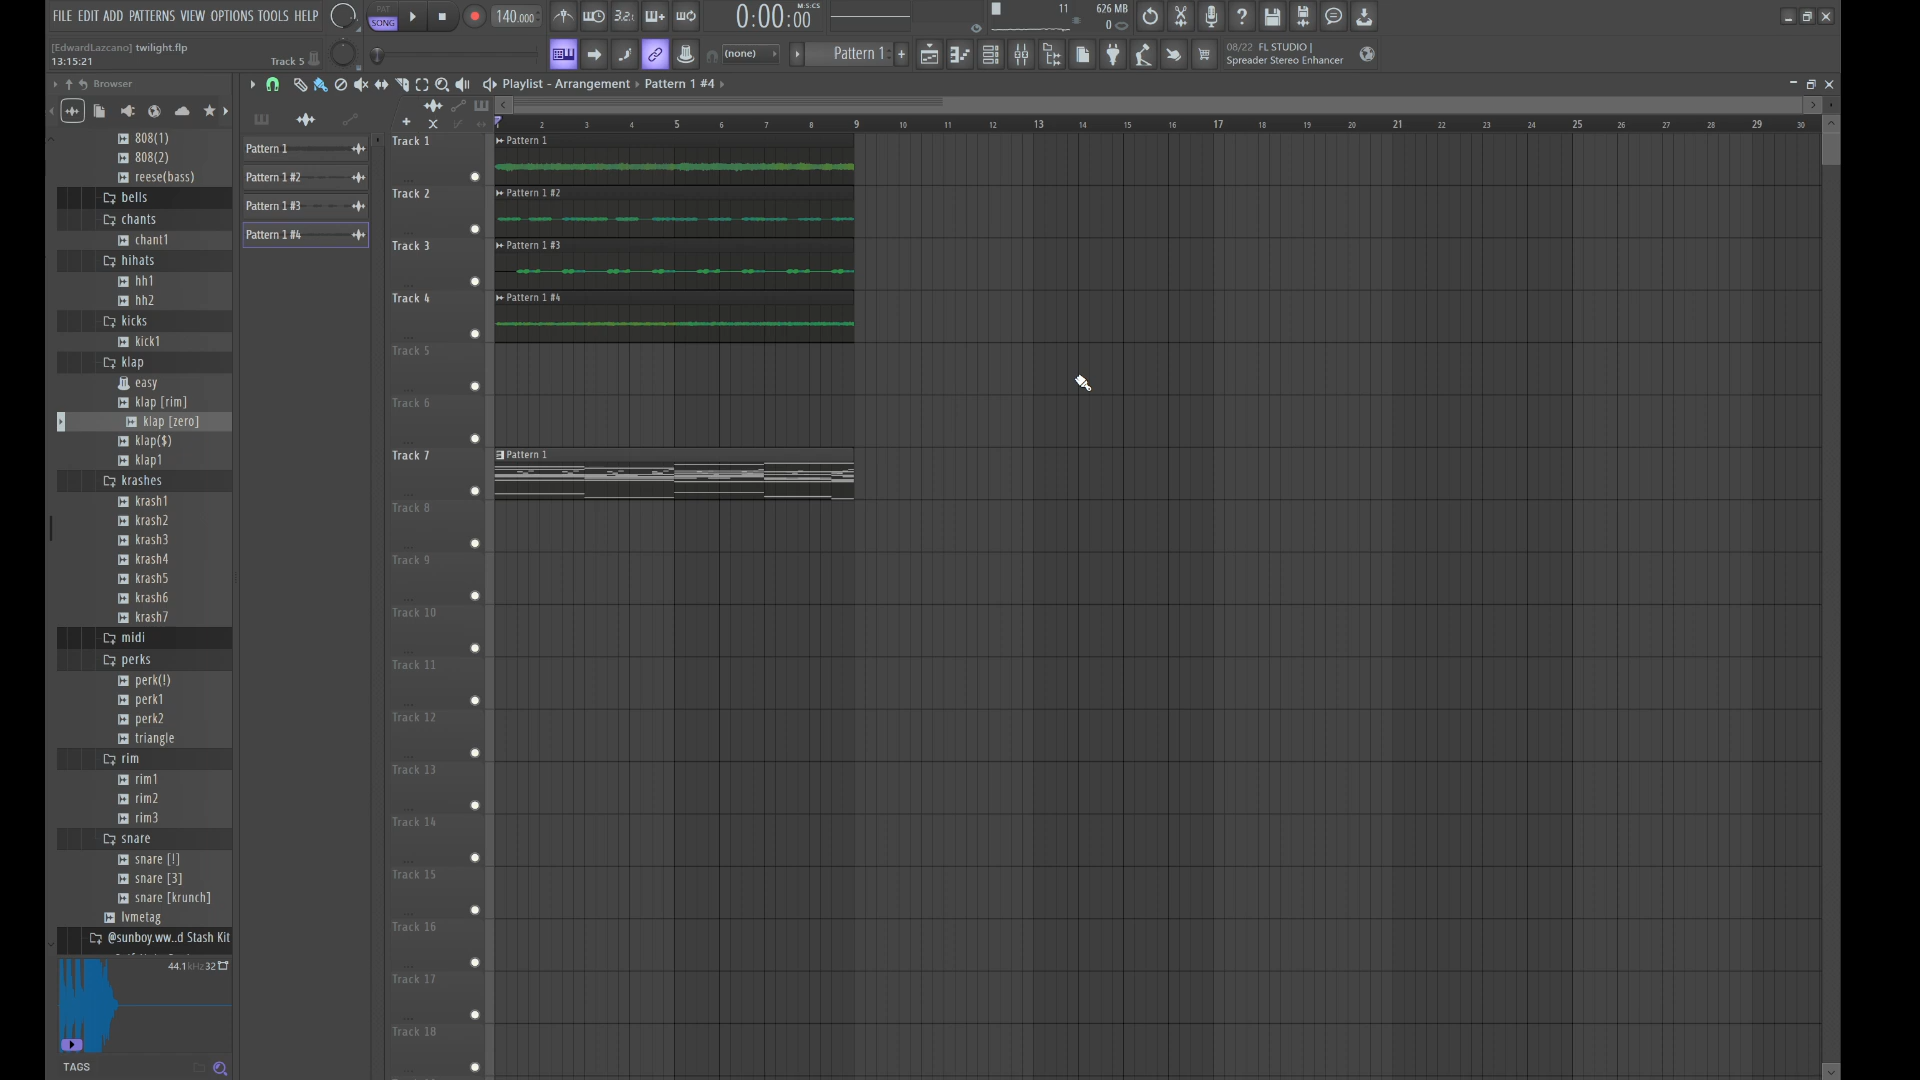 FILE EDIT ADD PATTERNS VIEW OPTIONS TOOLS HELP
PAT
SONG
140.000
3.2.
0:00:00
M:S:CS
11
626 MB
0
[EdwardLazcano] twilight.flp
13:15:21
Track 5
(none)
Pattern 1
+
08/22 FL STUDIO |
Spreader Stereo Enhancer
Browser
Playlist - Arrangement › Pattern 1 #4 ›
808(1)
808(2)
reese(bass)
bells
chants
chant1
hihats
hh1
hh2
kicks
kick1
klap
easy
klap [rim]
klap [zero]
klap($)
klap1
krashes
krash1
krash2
krash3
krash4
krash5
krash6
krash7
midi
perks
perk(!)
perk1
perk2
triangle
rim
rim1
rim2
rim3
snare
snare [!]
snare [3]
snare [krunch]
lvmetag
@sunboy.ww..d Stash Kit
44.1kHz 32
TAGS
Pattern 1
Pattern 1 #2
Pattern 1 #3
Pattern 1 #4
2 3 4 5 6 7 8 9 10 11 12 13 14 15 16 17 18 19 20 21 22 23 24 25 26 27 28 29 30
Track 1
Pattern 1
Track 2
Pattern 1 #2
Track 3
Pattern 1 #3
Track 4
Pattern 1 #4
Track 5
Track 6
Track 7
Pattern 1
Track 8
Track 9
Track 10
Track 11
Track 12
Track 13
Track 14
Track 15
Track 16
Track 17
Track 18